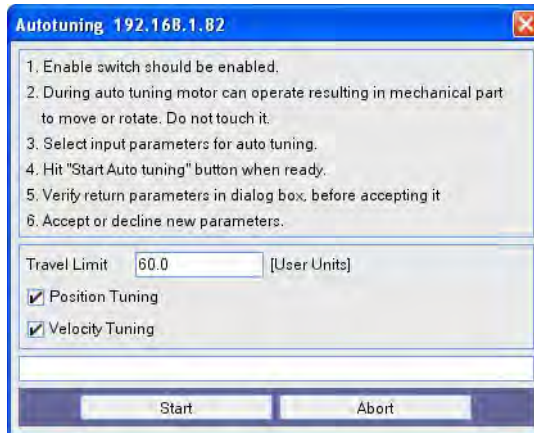 Autotuning 192.168.1.82
1. Enable switch should be enabled.
2. During auto tuning motor can operate resulting in mechanical part
to move or rotate. Do not touch it.
3. Select input parameters for auto tuning.
4. Hit "Start Auto tuning" button when ready.
5. Verify return parameters in dialog box, before accepting it
6. Accept or decline new parameters.
Travel Limit 60.0 [User Units]
Position Tuning
Velocity Tuning
Start Abort